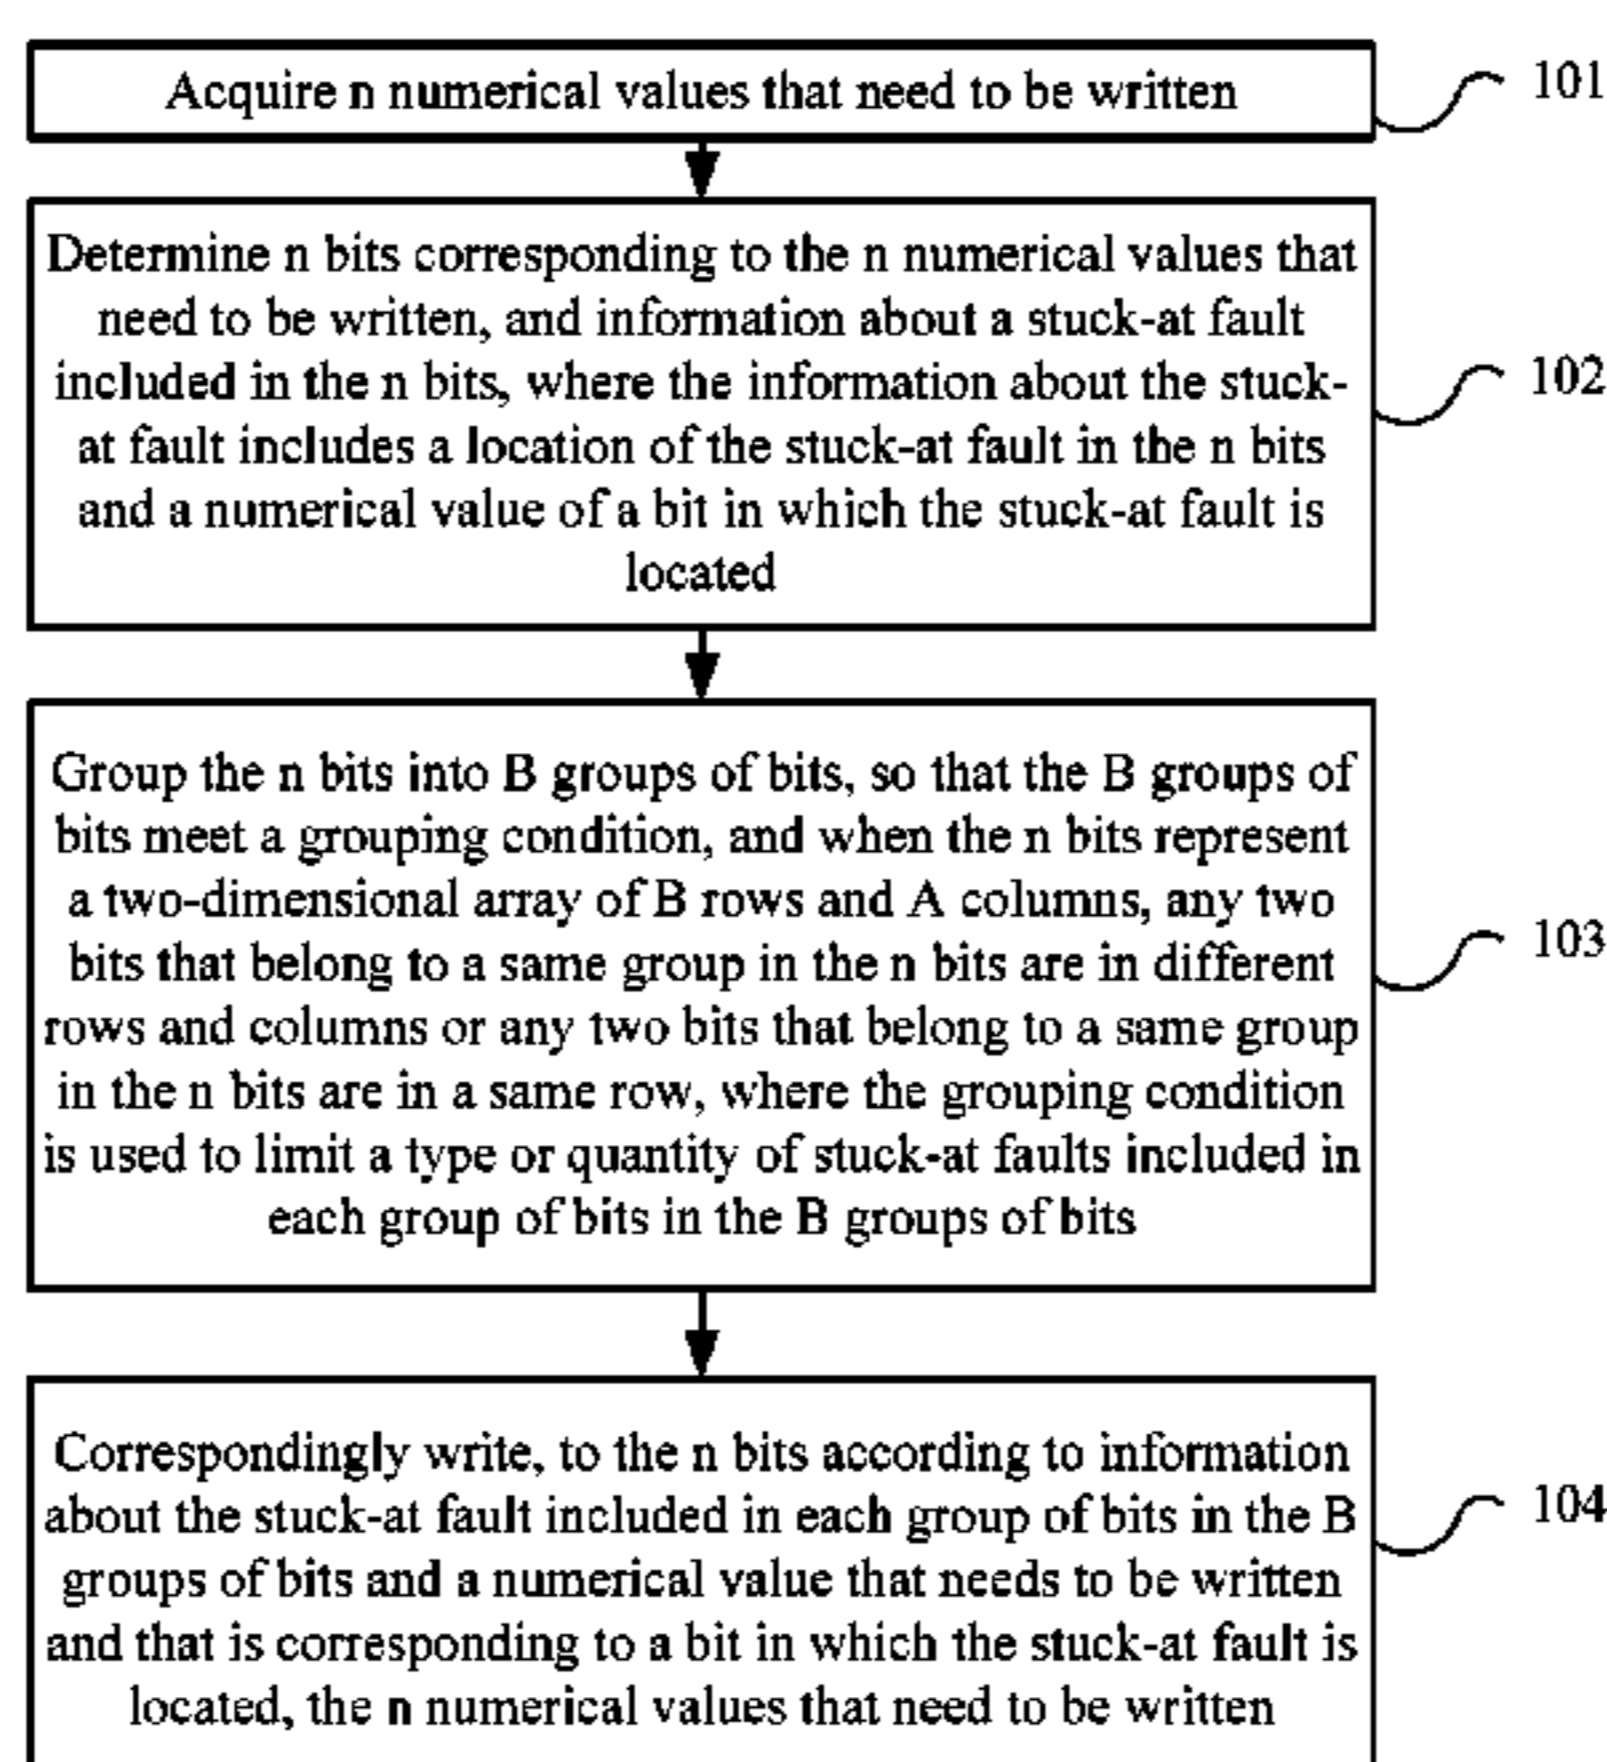 Acquire n numerical values that need to be written
101
Determine n bits corresponding to the n numerical values that
need to be written, and information about a stuck-at fault
included in the n bits, where the information about the stuck-
at fault includes a location of the stuck-at fault in the n bits
and a numerical value of a bit in which the stuck-at fault is
located
102
Group the n bits into B groups of bits, so that the B groups of
bits meet a grouping condition, and when the n bits represent
a two-dimensional array of B rows and A columns, any two
bits that belong to a same group in the n bits are in different
rows and columns or any two bits that belong to a same group
in the n bits are in a same row, where the grouping condition
is used to limit a type or quantity of stuck-at faults included in
each group of bits in the B groups of bits
103
Correspondingly write, to the n bits according to information
about the stuck-at fault included in each group of bits in the B
groups of bits and a numerical value that needs to be written
and that is corresponding to a bit in which the stuck-at fault is
located, the n numerical values that need to be written
104